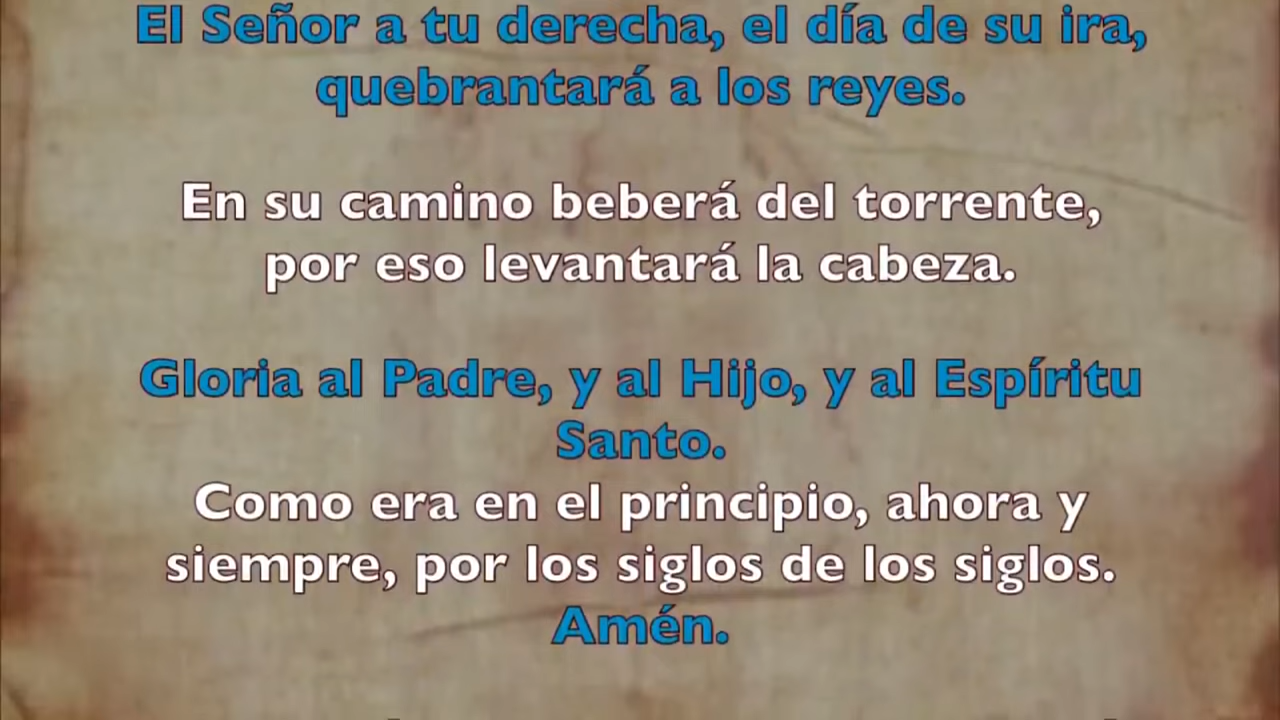 El Señor a tu derecha, el día de su ira,
quebrantará a los reyes.
En su camino beberá del torrente,
por eso levantará la cabeza.
Gloria al Padre, y al Hijo, y al Espíritu
Santo.
Como era en el principio, ahora y
siempre, por los siglos de los siglos.
Amén.